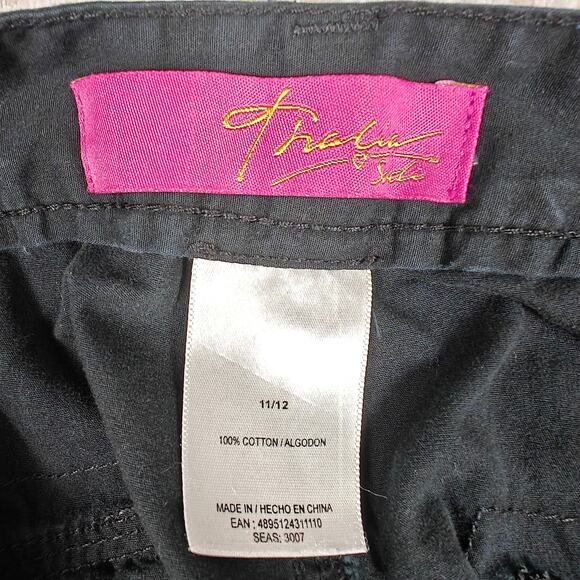 Thalia
Sodi
11/12
100% COTTON / ALGODON
MADE IN / HECHO EN CHINA
EAN ; 4895124311110
SEAS; 3007